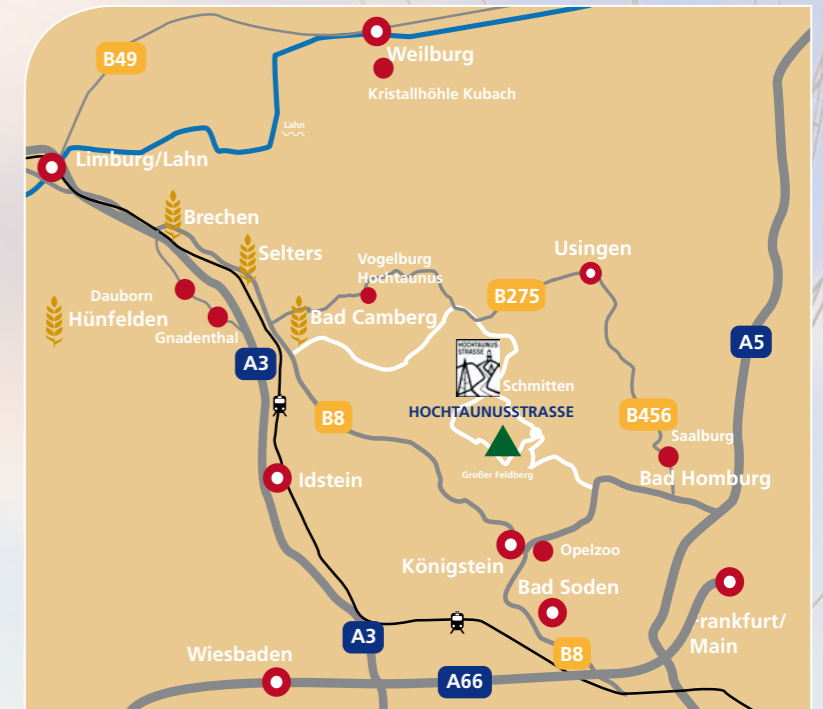 B49
Weilburg
Kristallhöhle Kubach
Lahn
Limburg/Lahn
Brechen
Selters
Vogelburg
Hochtaunus
Usingen
B275
Dauborn
Hünfelden
Gnadenthal
Bad Camberg
A3
A5
HOCHTAUNUS
STRASSE
Schmitten
HOCHTAUNUSSTRASSE
B8
B456
Saalburg
Bad Homburg
Großer Feldberg
Idstein
Königstein
Opelzoo
Bad Soden
Frankfurt/
Main
A3
B8
Wiesbaden
A66